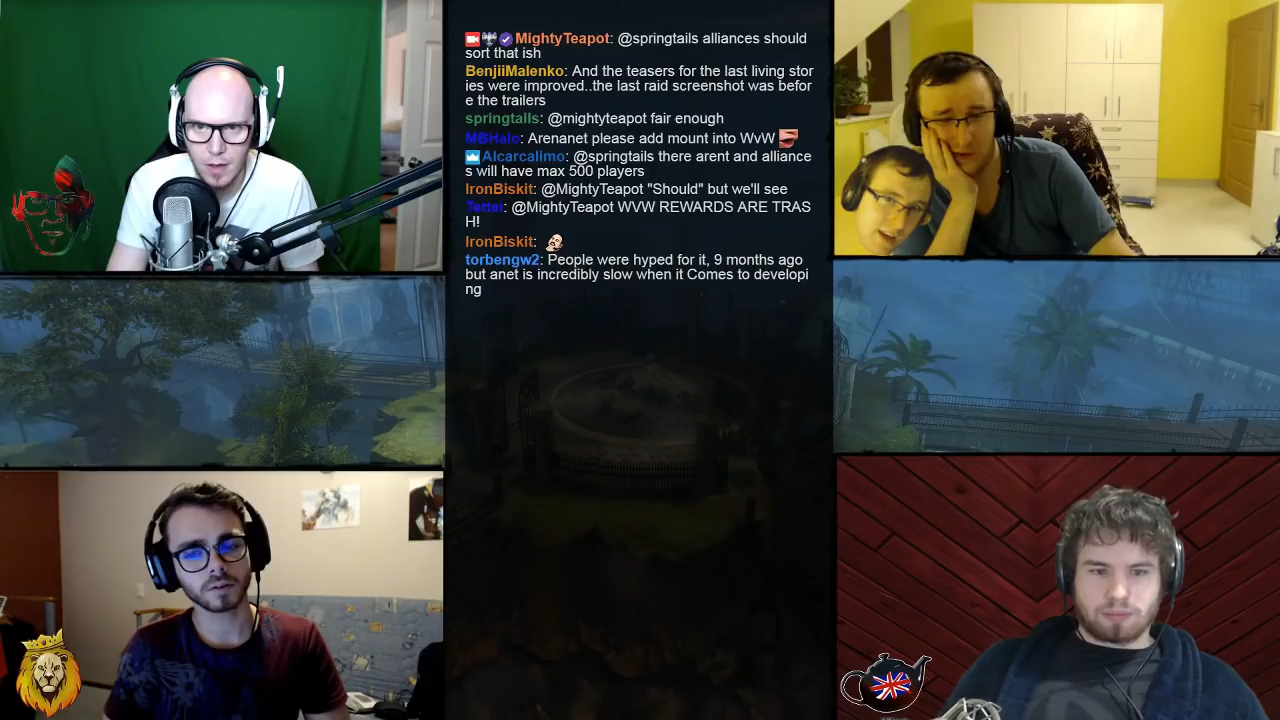 MightyTeapot: @springtails alliances should
sort that ish
BenjiiMalenko: And the teasers for the last living stor
ies were improved..the last raid screenshot was befor
e the trailers
springtails: @mightyteapot fair enough
MBHalo: Arenanet please add mount into WvW
Alcarcalimo: @springtails there arent and alliance
s will have max 500 players
IronBiskit: @MightyTeapot "Should" but we'll see
Tettei: @MightyTeapot WVW REWARDS ARE TRAS
H!
IronBiskit:
torbengw2: People were hyped for it, 9 months ago
but anet is incredibly slow when it Comes to developi
ng